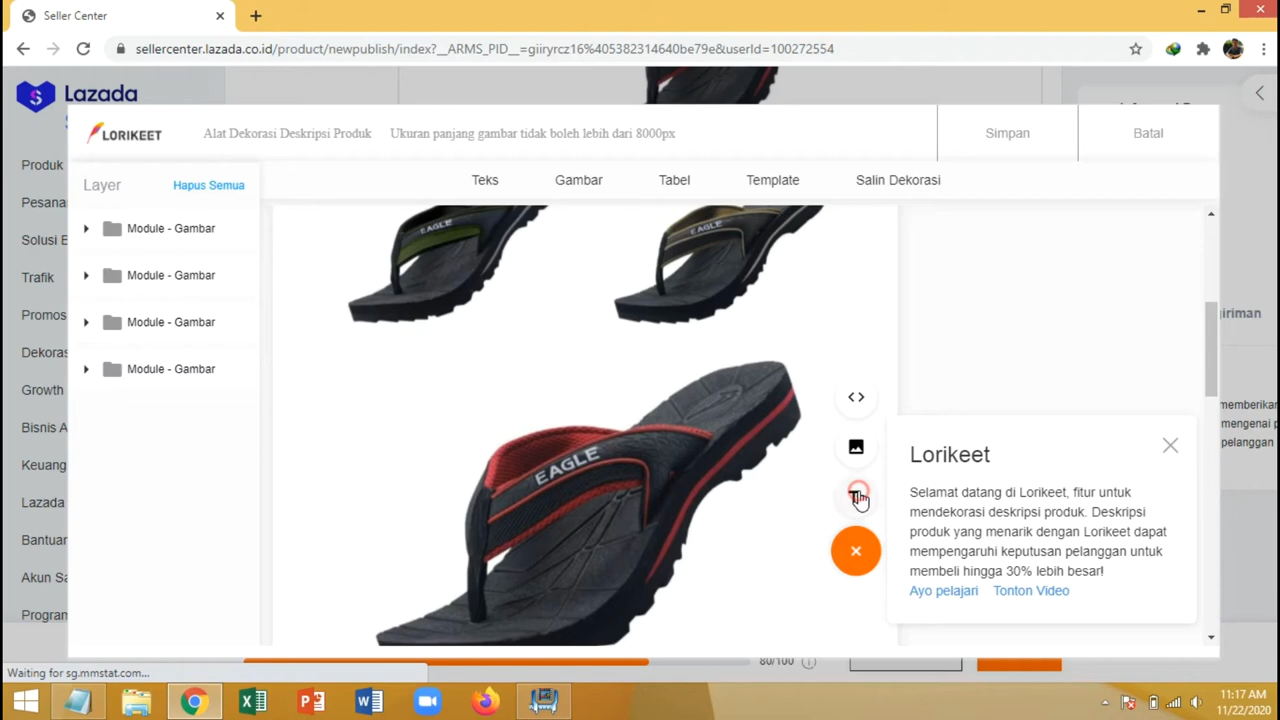 Seller Center
sellercenter.lazada.co.id/product/newpublish/index?__ARMS_PID__=giiryrcz16%405382314640be79e&userId=100272554
Lazada
LORIKEET
Alat Dekorasi Deskripsi Produk
Ukuran panjang gambar tidak boleh lebih dari 8000px
Simpan
Batal
Produk
Pesana
Solusi B
Trafik
Promos
Dekoras
Growth
Bisnis A
Keuang
Lazada
Bantuan
Akun Sa
Program
Layer
Hapus Semua
Teks
Gambar
Tabel
Template
Salin Dekorasi
Module - Gambar
Module - Gambar
Module - Gambar
Module - Gambar
EAGLE
EAGLE
EAGLE
giriman
memberikar
mengenai p
pelanggan
Lorikeet
Selamat datang di Lorikeet, fitur untuk
mendekorasi deskripsi produk. Deskripsi
produk yang menarik dengan Lorikeet dapat
mempengaruhi keputusan pelanggan untuk
membeli hingga 30% lebih besar!
Ayo pelajari Tonton Video
80/100
Waiting for sg.mmstat.com...
11:17 AM
11/22/2020